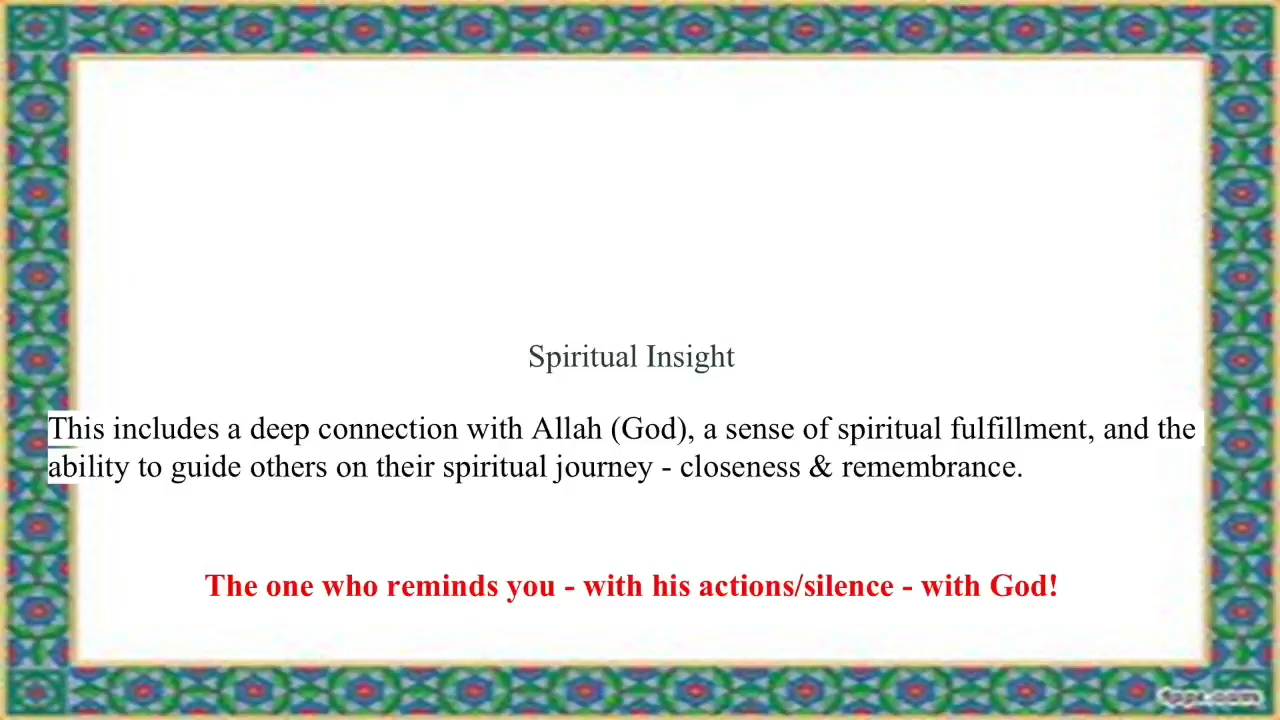 Spiritual Insight
This includes a deep connection with Allah (God), a sense of spiritual fulfillment, and the
ability to guide others on their spiritual journey - closeness & remembrance.
The one who reminds you - with his actions/silence - with God!